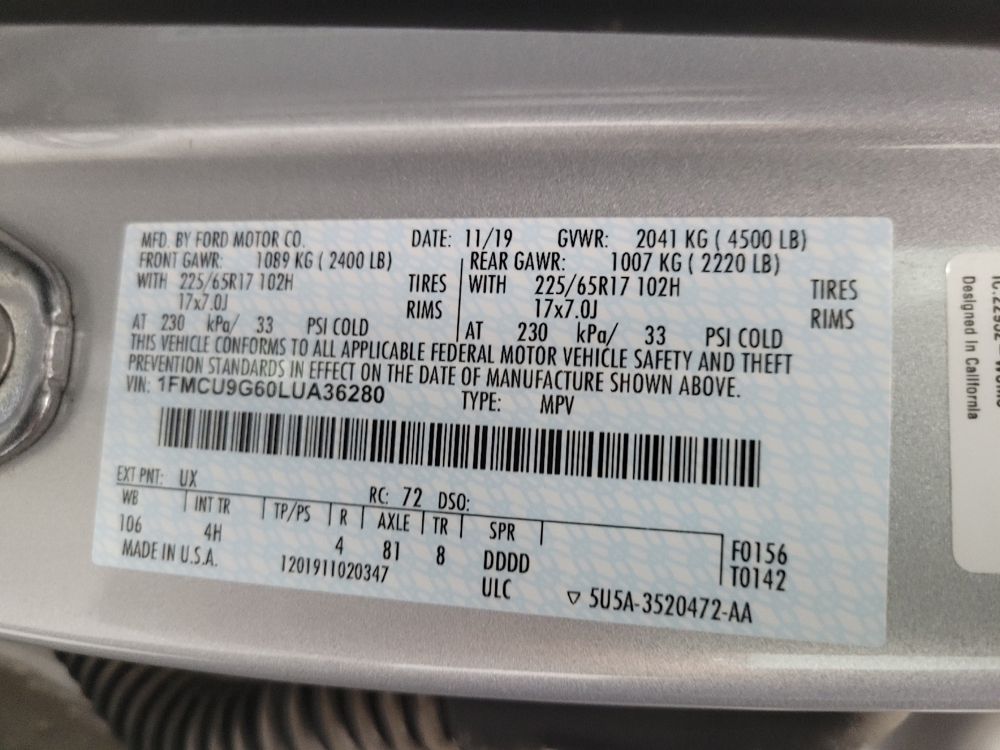 MFD. BY FORD MOTOR CO. DATE: 11/19 GVWR: 2041 KG ( 4500 LB)
FRONT GAWR: 1089 KG ( 2400 LB) REAR GAWR: 1007 KG ( 2220 LB)
WITH 225/65R17 102H TIRES WITH 225/65R17 102H TIRES
17x7.0J RIMS 17x7.0J RIMS
AT 230 kPa/ 33 PSI COLD AT 230 kPa/ 33 PSI COLD
THIS VEHICLE CONFORMS TO ALL APPLICABLE FEDERAL MOTOR VEHICLE SAFETY AND THEFT
PREVENTION STANDARDS IN EFFECT ON THE DATE OF MANUFACTURE SHOWN ABOVE.
VIN: 1FMCU9G60LUA36280 TYPE: MPV
EXT PNT: UX RC: 72 DSO:
WB INT TR TP/PS R AXLE TR SPR
106 4H 4 81 8 DDDD F0156
MADE IN U.S.A. 1201911020347 ULC T0142
▽ 5U5A-3520472-AA
Designed in California